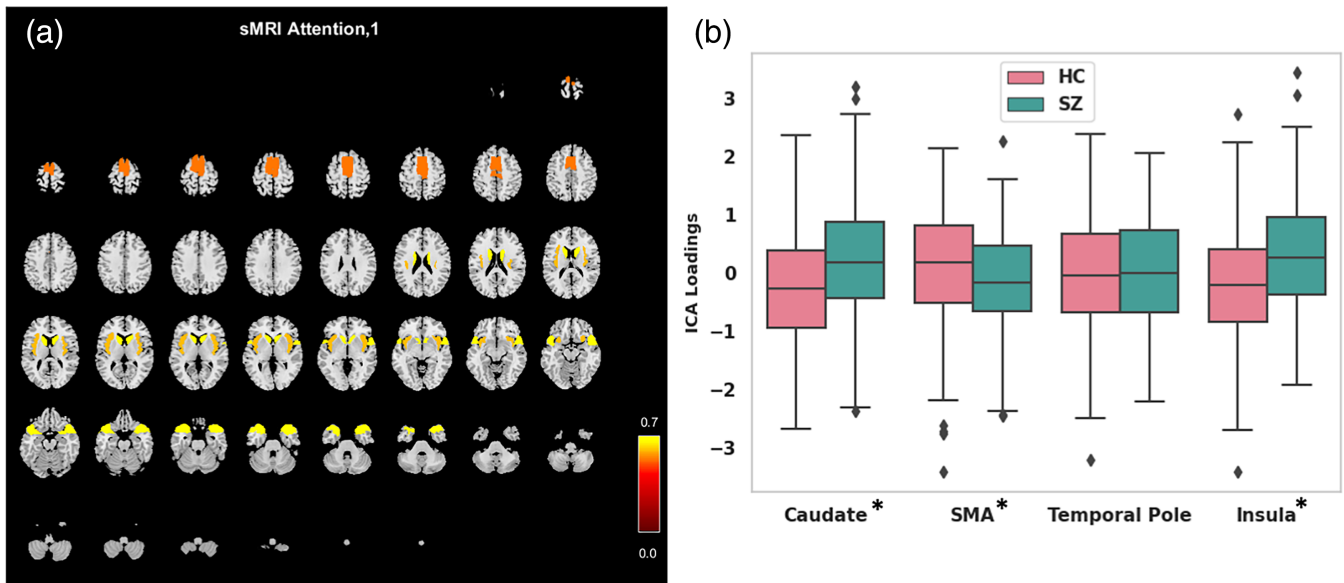 (a)
sMRI Attention,1
0.7
0.0
(b)
HC
SZ
ICA Loadings
3
2
1
0
−1
−2
−3
Caudate * SMA * Temporal Pole Insula *